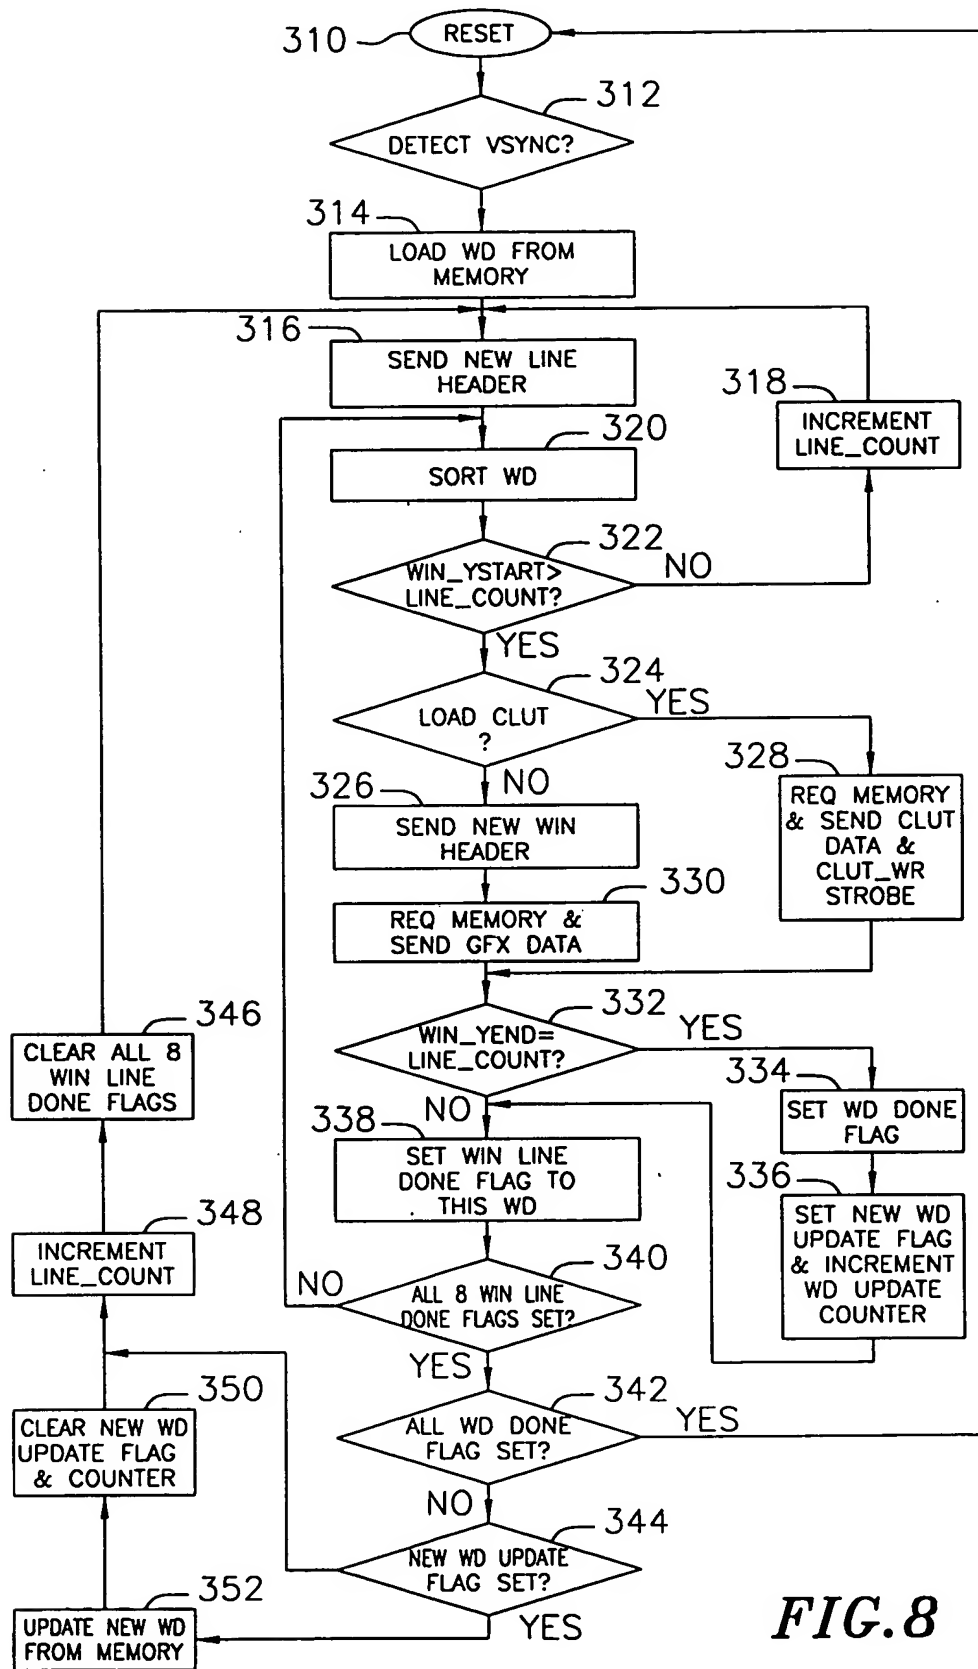 310
RESET
312
DETECT VSYNC?
314
LOAD WD FROM
MEMORY
316
SEND NEW LINE
HEADER
318
INCREMENT
LINE_COUNT
320
SORT WD
322
WIN_YSTART>
LINE_COUNT?
NO
YES
324
LOAD CLUT
?
YES
NO
326
SEND NEW WIN
HEADER
328
REQ MEMORY
& SEND CLUT
DATA &
CLUT_WR
STROBE
330
REQ MEMORY &
SEND GFX DATA
332
WIN_YEND=
LINE_COUNT?
YES
NO
334
SET WD DONE
FLAG
336
SET NEW WD
UPDATE FLAG
& INCREMENT
WD UPDATE
COUNTER
338
SET WIN LINE
DONE FLAG TO
THIS WD
340
ALL 8 WIN LINE
DONE FLAGS SET?
NO
YES
342
ALL WD DONE
FLAG SET?
YES
NO
344
NEW WD UPDATE
FLAG SET?
YES
346
CLEAR ALL 8
WIN LINE
DONE FLAGS
348
INCREMENT
LINE_COUNT
350
CLEAR NEW WD
UPDATE FLAG
& COUNTER
352
UPDATE NEW WD
FROM MEMORY
FIG.8